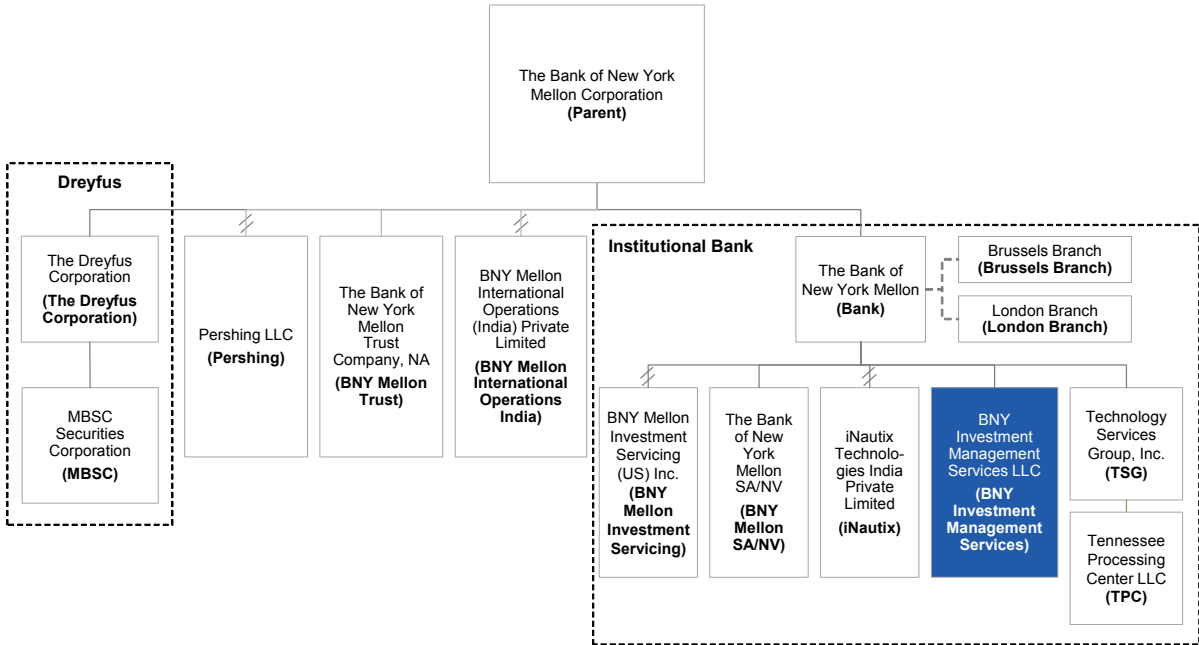 The Bank of New York
Mellon Corporation
(Parent)
Dreyfus
The Dreyfus
Corporation
(The Dreyfus
Corporation)
MBSC
Securities
Corporation
(MBSC)
Pershing LLC
(Pershing)
The Bank of
New York
Mellon
Trust
Company, NA
(BNY Mellon
Trust)
BNY Mellon
International
Operations
(India) Private
Limited
(BNY Mellon
International
Operations
India)
Institutional Bank
The Bank of
New York Mellon
(Bank)
Brussels Branch
(Brussels Branch)
London Branch
(London Branch)
BNY Mellon
Investment
Servicing
(US) Inc.
(BNY
Mellon
Investment
Servicing)
The Bank
of New
York
Mellon
SA/NV
(BNY
Mellon
SA/NV)
iNautix
Technolo-
gies India
Private
Limited
(iNautix)
BNY
Investment
Management
Services LLC
(BNY
Investment
Management
Services)
Technology
Services
Group, Inc.
(TSG)
Tennessee
Processing
Center LLC
(TPC)